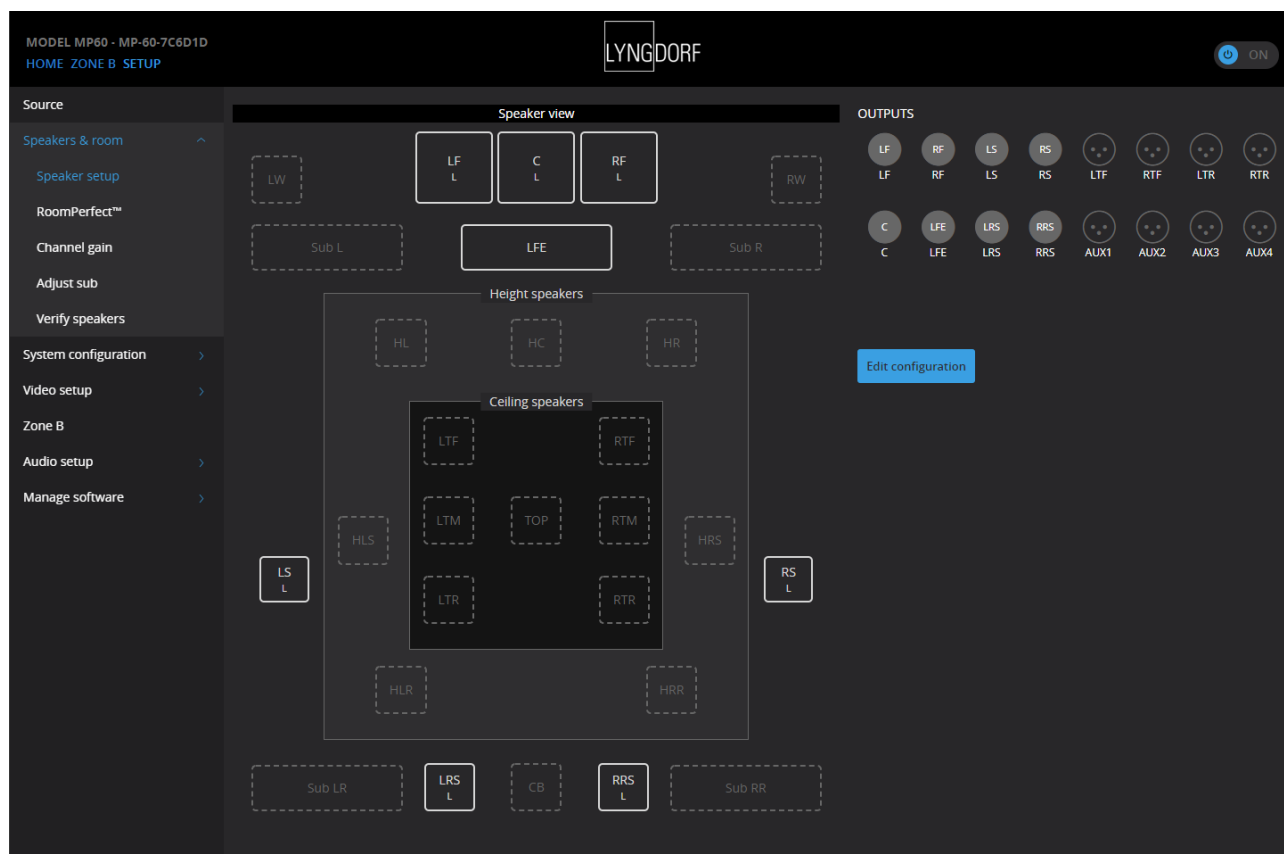 MODEL MP60 - MP-60-7C6D1D
HOME ZONE B SETUP
LYNGDORF
ON
Source
Speakers & room
Speaker setup
RoomPerfect™
Channel gain
Adjust sub
Verify speakers
System configuration
Video setup
Zone B
Audio setup
Manage software
Speaker view
LW
LF
L
C
L
RF
L
RW
Sub L
LFE
Sub R
Height speakers
HL
HC
HR
Ceiling speakers
LTF
RTF
LTM
TOP
RTM
HLS
HRS
LS
L
RS
L
LTR
RTR
HLR
HRR
Sub LR
LRS
L
CB
RRS
L
Sub RR
OUTPUTS
LF RF LS RS
LF RF LS RS LTF RTF LTR RTR
C LFE LRS RRS
C LFE LRS RRS AUX1 AUX2 AUX3 AUX4
Edit configuration